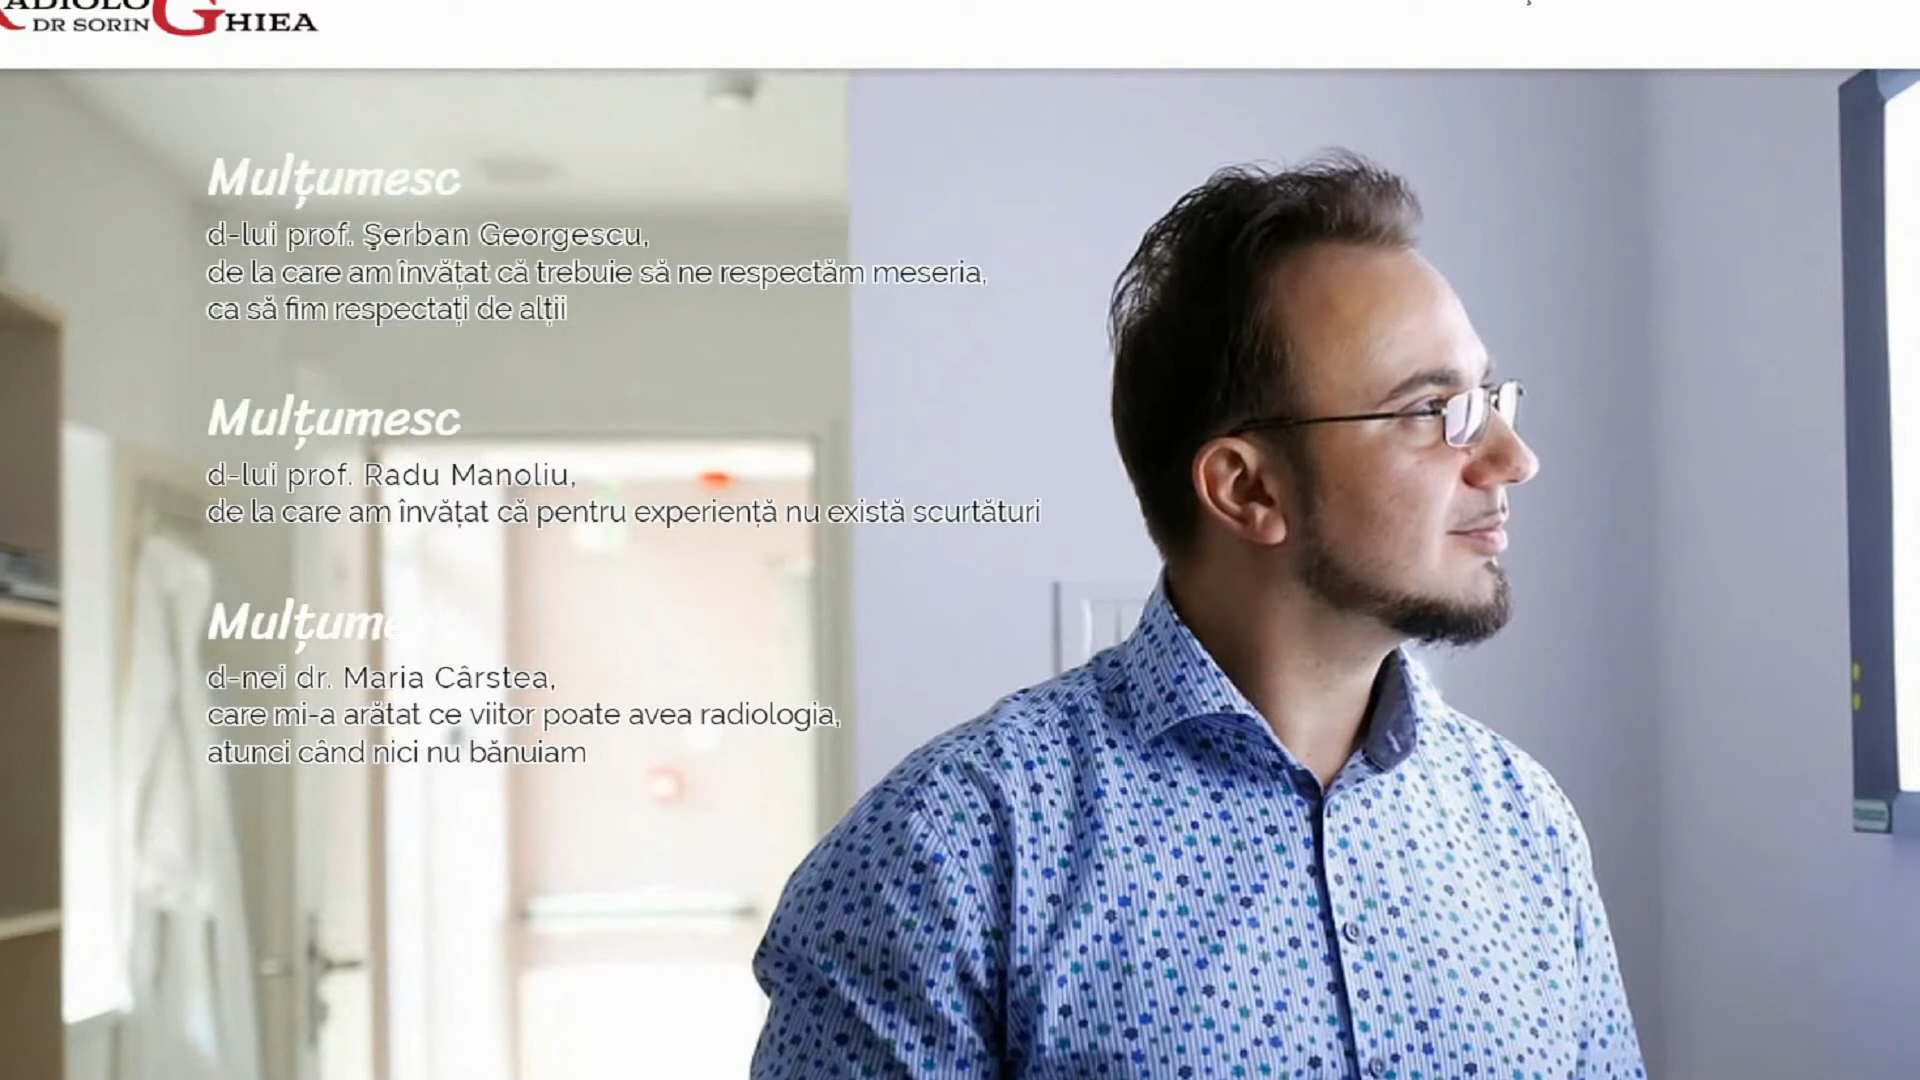 DR SORIN GHIEA
Mulțumesc
d-lui prof. Şerban Georgescu,
de la care am învățat că trebuie să ne respectăm meseria,
ca să fim respectați de alții
Mulțumesc
d-lui prof. Radu Manoliu,
de la care am învățat că pentru experiență nu există scurtături
Mulțume
d-nei dr. Maria Cârstea,
care mi-a arătat ce viitor poate avea radiologia,
atunci când nici nu bănuiam